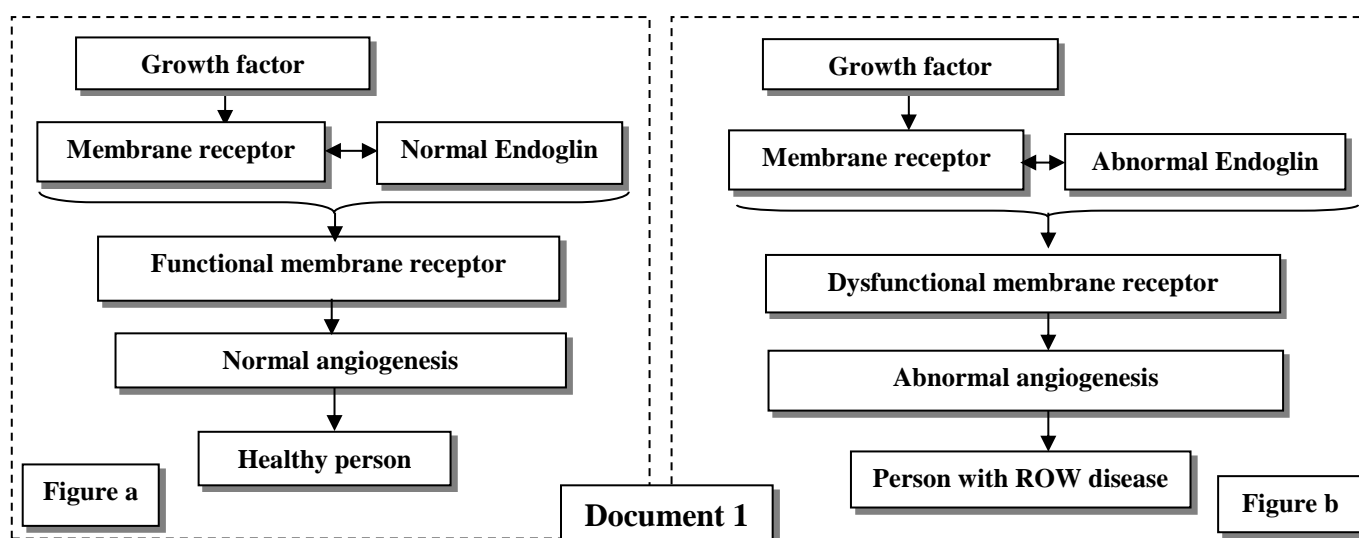 Growth factor
Membrane receptor
Normal Endoglin
Functional membrane receptor
Normal angiogenesis
Healthy person
Figure a
Growth factor
Membrane receptor
Abnormal Endoglin
Dysfunctional membrane receptor
Abnormal angiogenesis
Person with ROW disease
Figure b
Document 1